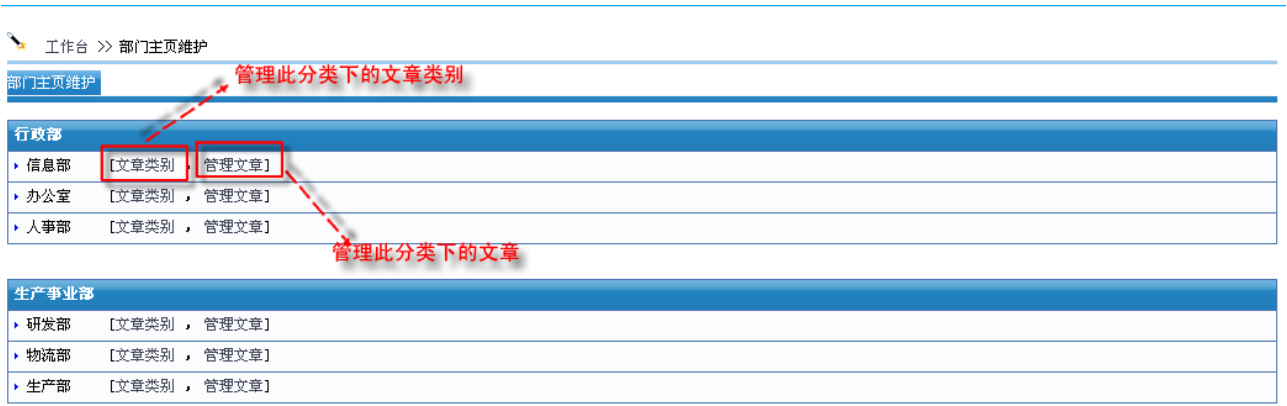 工作台 >> 部门主页维护
管理此分类下的文章类别
部门主页维护
行政部
信息部 [文章类别 , 管理文章]
办公室 [文章类别 , 管理文章]
人事部 [文章类别 , 管理文章]
管理此分类下的文章
生产事业部
研发部 [文章类别 , 管理文章]
物流部 [文章类别 , 管理文章]
生产部 [文章类别 , 管理文章]